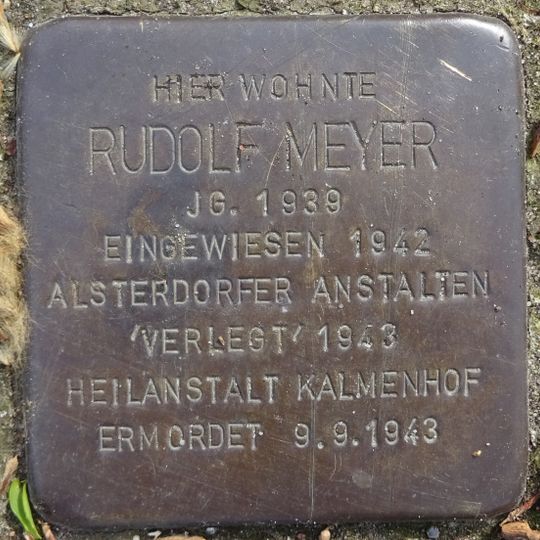 HIER WOHNTE
RUDOLF MEYER
JG. 1939
EINGEWIESEN 1942
ALSTERDORFER ANSTALTEN
'VERLEGT' 1943
HEILANSTALT KALMENHOF
ERMORDET 9.9.1943